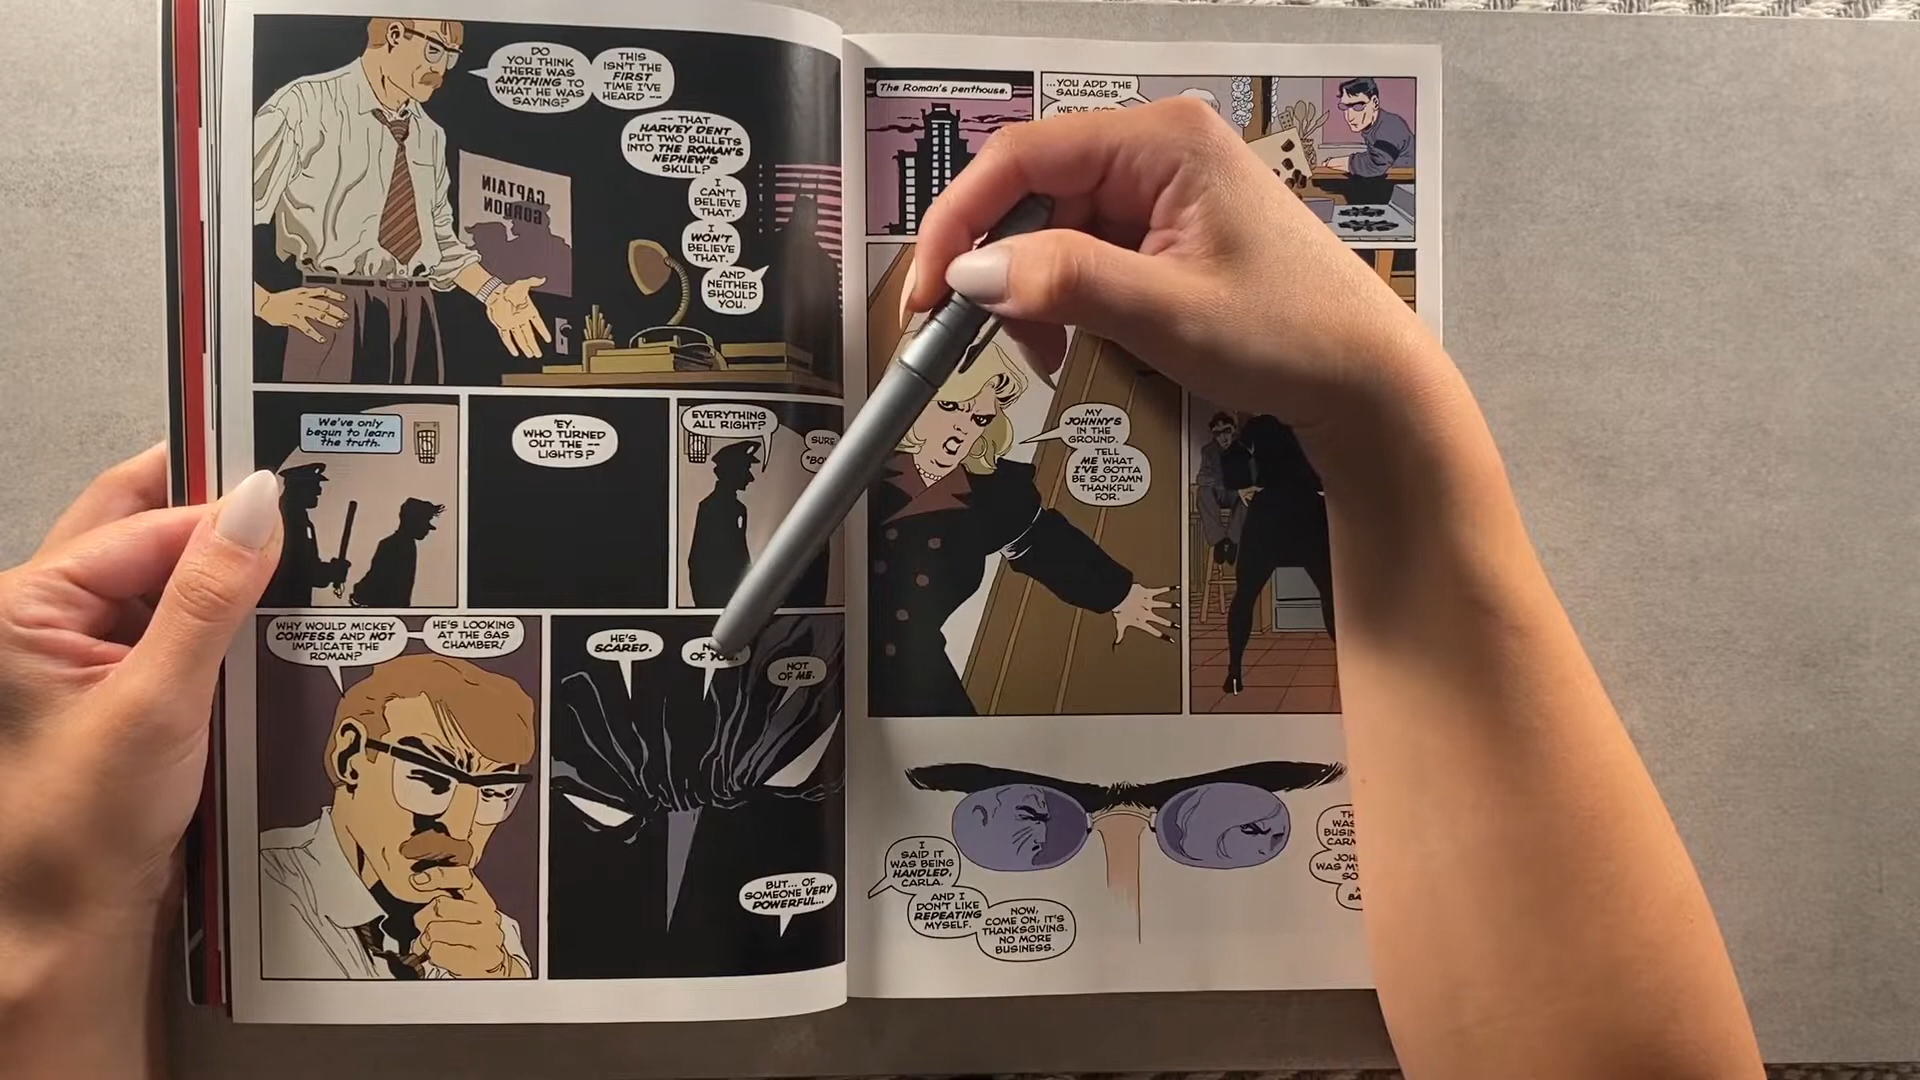 DO
YOU THINK
THERE WAS
ANYTHING TO
WHAT HE WAS
SAYING?
THIS
ISN'T THE
FIRST
TIME I'VE
HEARD --
-- THAT
HARVEY DENT
PUT TWO BULLETS
INTO THE ROMAN'S
NEPHEW'S
SKULL?
I
CAN'T
BELIEVE
THAT.
I
WON'T
BELIEVE
THAT.
AND
NEITHER
SHOULD
YOU.
CAPTAIN
GORDON
We've only
begun to learn
the truth.
'EY.
WHO TURNED
OUT THE --
LIGHTS?
EVERYTHING
ALL RIGHT?
SURE
WHY WOULD MICKEY
CONFESS AND NOT
IMPLICATE THE
ROMAN?
HE'S LOOKING
AT THE GAS
CHAMBER!
HE'S
SCARED.
OF YOU.
NOT
OF ME.
BUT... OF
SOMEONE VERY
POWERFUL...
The Roman's penthouse.
...YOU ADD THE
SAUSAGES.
WE'VE
MY
JOHNNY'S
IN THE
GROUND.
TELL
ME WHAT
I'VE GOTTA
BE SO DAMN
THANKFUL
FOR.
I
SAID IT
WAS BEING
HANDLED,
CARLA.
AND I
DON'T LIKE
REPEATING
MYSELF.
NOW,
COME ON, IT'S
THANKSGIVING.
NO MORE
BUSINESS.
WAS